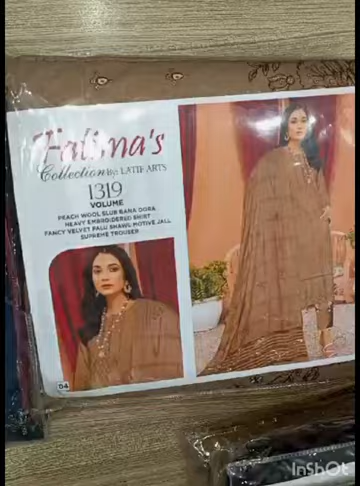 Fatima's
Collection By: LATIF ARTS
1319
VOLUME
PEACH WOOL SLUB RANA DORA
HEAVY EMBROIDERED SHIRT
FANCY VELVET PALU SHAWL MOTIVE JALL
SUPREME TROUSER
04
InShOt